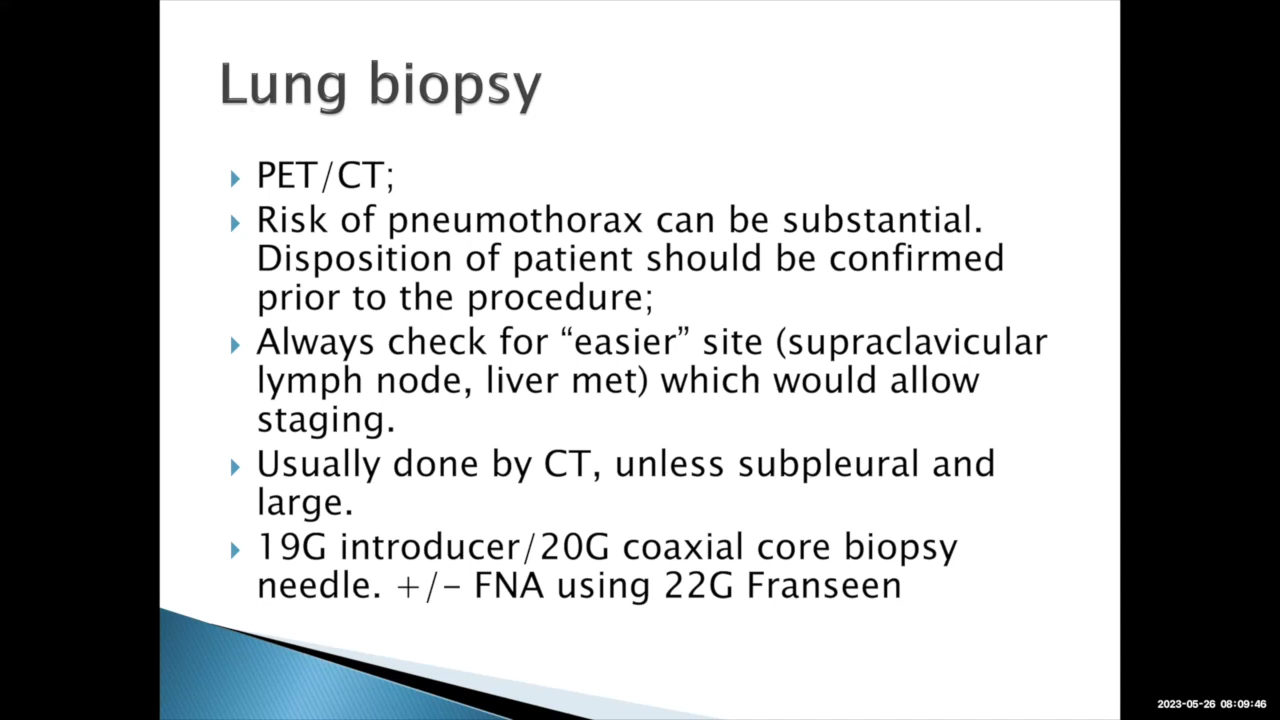 Lung biopsy
PET/CT;
Risk of pneumothorax can be substantial.
Disposition of patient should be confirmed
prior to the procedure;
Always check for “easier” site (supraclavicular
lymph node, liver met) which would allow
staging.
Usually done by CT, unless subpleural and
large.
19G introducer/20G coaxial core biopsy
needle. +/- FNA using 22G Franseen
2023-05-26 08:09:46